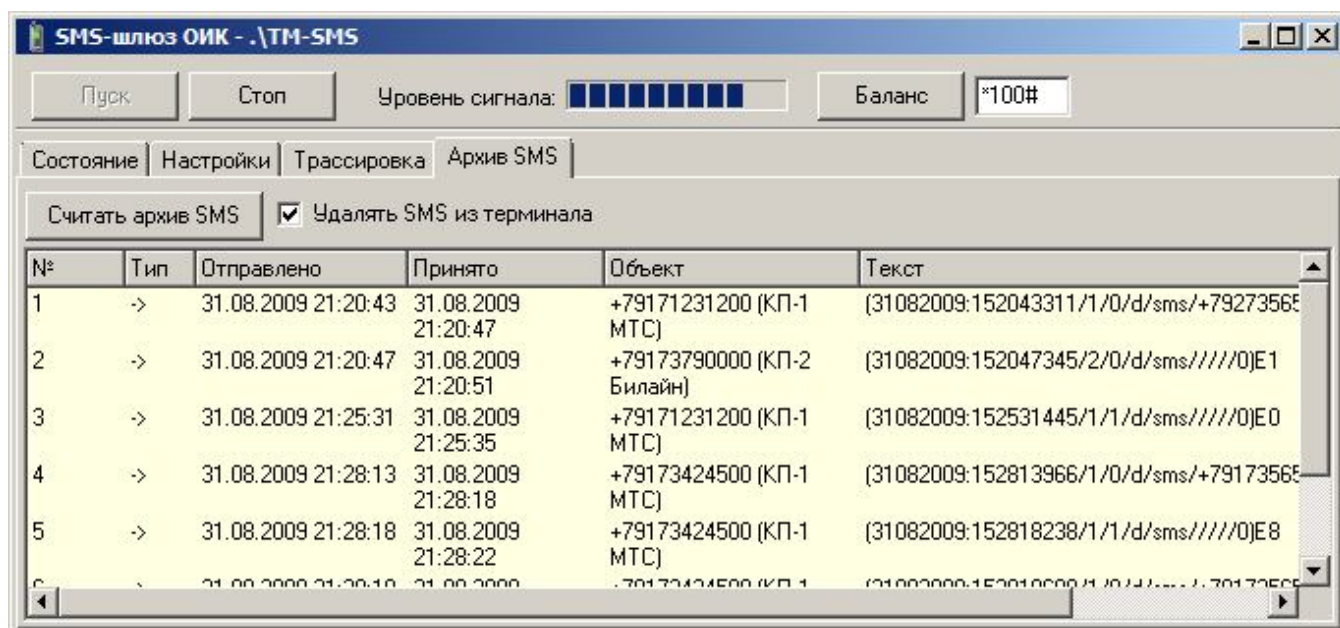 SMS-шлюз ОИК - .\TM-SMS
Пуск Стоп Уровень сигнала: Баланс *100#
Состояние Настройки Трассировка Архив SMS
Считать архив SMS Удалять SMS из терминала
№ Тип Отправлено Принято Объект Текст
1 -> 31.08.2009 21:20:43 31.08.2009 +79171231200 (КП-1 (31082009:152043311/1/0/d/sms/+79273565
21:20:47 МТС)
2 -> 31.08.2009 21:20:47 31.08.2009 +79173790000 (КП-2 (31082009:152047345/2/0/d/sms/////0)E1
21:20:51 Билайн)
3 -> 31.08.2009 21:25:31 31.08.2009 +79171231200 (КП-1 (31082009:152531445/1/1/d/sms/////0)E0
21:25:35 МТС)
4 -> 31.08.2009 21:28:13 31.08.2009 +79173424500 (КП-1 (31082009:152813966/1/0/d/sms/+79173565
21:28:18 МТС)
5 -> 31.08.2009 21:28:18 31.08.2009 +79173424500 (КП-1 (31082009:152818238/1/1/d/sms/////0)E8
21:28:22 МТС)